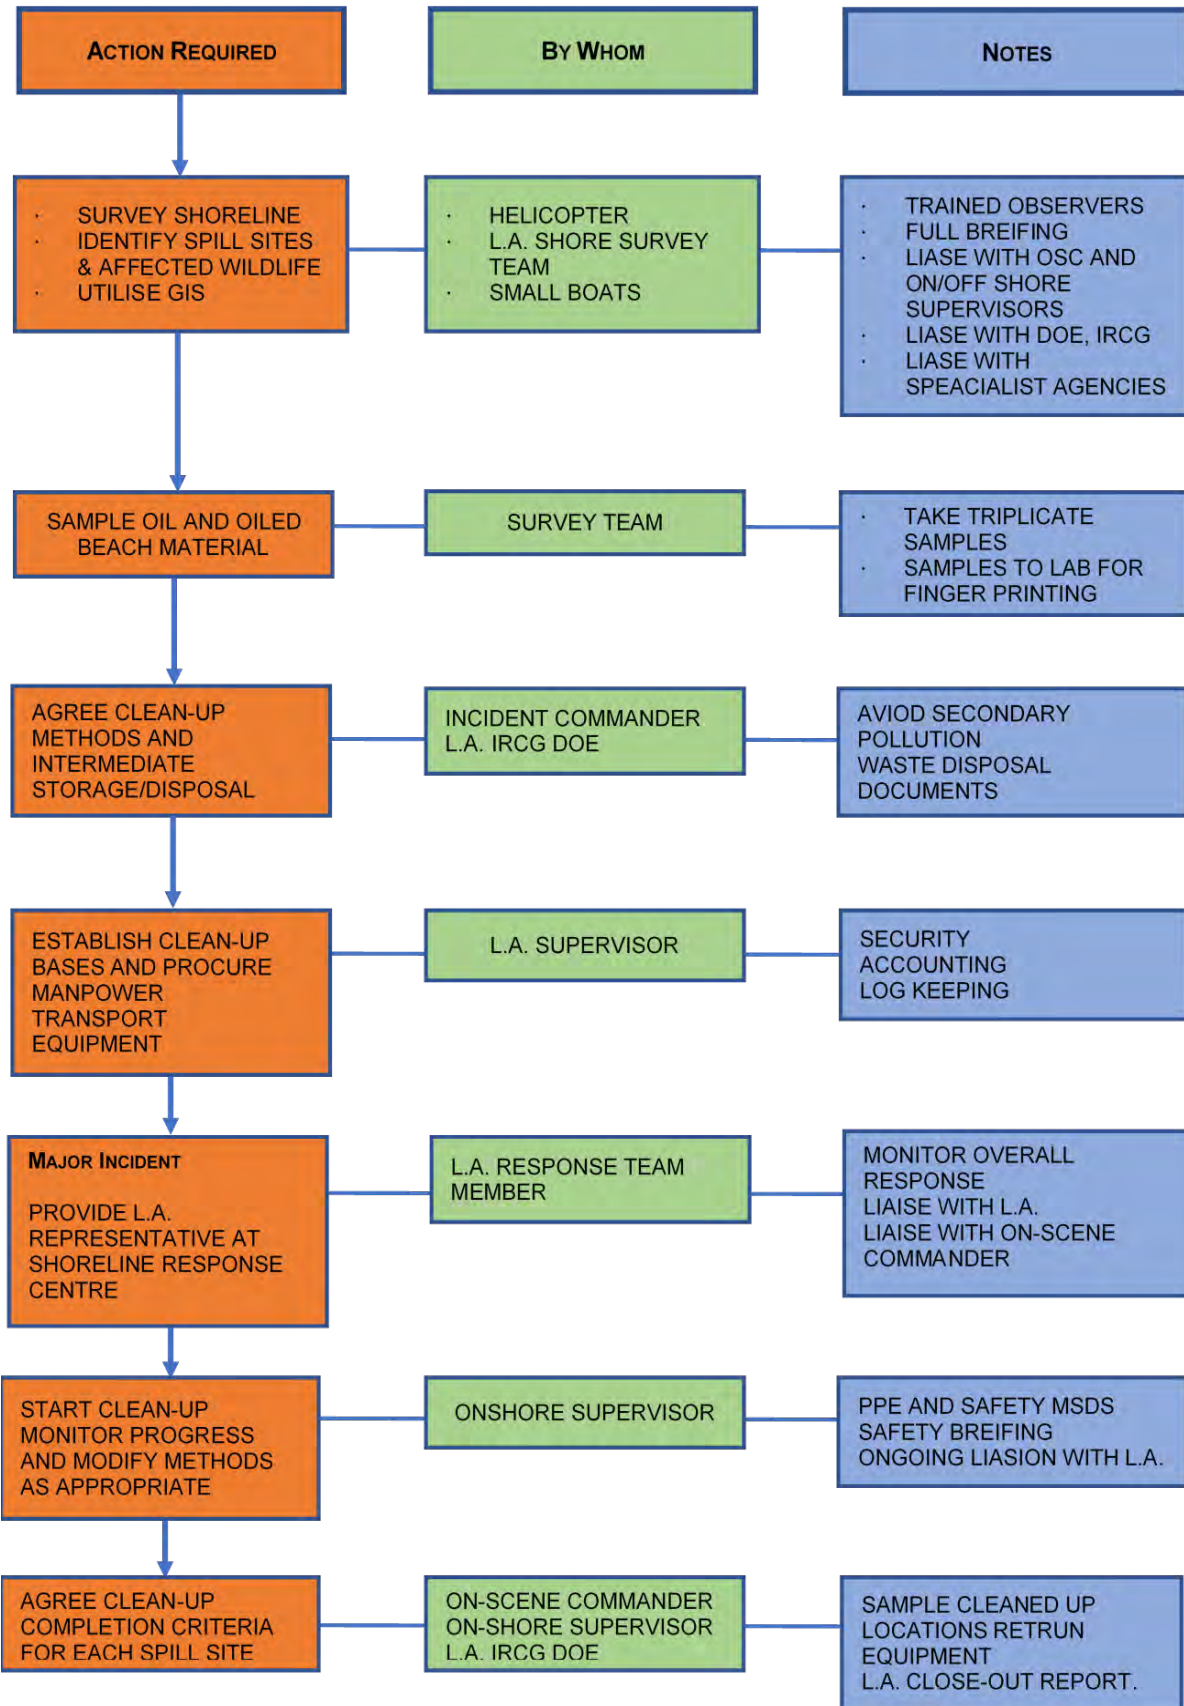 ACTION REQUIRED
BY WHOM
NOTES
· SURVEY SHORELINE
· IDENTIFY SPILL SITES
& AFFECTED WILDLIFE
· UTILISE GIS
· HELICOPTER
· L.A. SHORE SURVEY
TEAM
· SMALL BOATS
· TRAINED OBSERVERS
· FULL BREIFING
· LIASE WITH OSC AND
ON/OFF SHORE
SUPERVISORS
· LIASE WITH DOE, IRCG
· LIASE WITH
SPEACIALIST AGENCIES
SAMPLE OIL AND OILED
BEACH MATERIAL
SURVEY TEAM
· TAKE TRIPLICATE
SAMPLES
· SAMPLES TO LAB FOR
FINGER PRINTING
AGREE CLEAN-UP
METHODS AND
INTERMEDIATE
STORAGE/DISPOSAL
INCIDENT COMMANDER
L.A. IRCG DOE
AVIOD SECONDARY
POLLUTION
WASTE DISPOSAL
DOCUMENTS
ESTABLISH CLEAN-UP
BASES AND PROCURE
MANPOWER
TRANSPORT
EQUIPMENT
L.A. SUPERVISOR
SECURITY
ACCOUNTING
LOG KEEPING
MAJOR INCIDENT
PROVIDE L.A.
REPRESENTATIVE AT
SHORELINE RESPONSE
CENTRE
L.A. RESPONSE TEAM
MEMBER
MONITOR OVERALL
RESPONSE
LIAISE WITH L.A.
LIAISE WITH ON-SCENE
COMMANDER
START CLEAN-UP
MONITOR PROGRESS
AND MODIFY METHODS
AS APPROPRIATE
ONSHORE SUPERVISOR
PPE AND SAFETY MSDS
SAFETY BREIFING
ONGOING LIASION WITH L.A.
AGREE CLEAN-UP
COMPLETION CRITERIA
FOR EACH SPILL SITE
ON-SCENE COMMANDER
ON-SHORE SUPERVISOR
L.A. IRCG DOE
SAMPLE CLEANED UP
LOCATIONS RETRUN
EQUIPMENT
L.A. CLOSE-OUT REPORT.